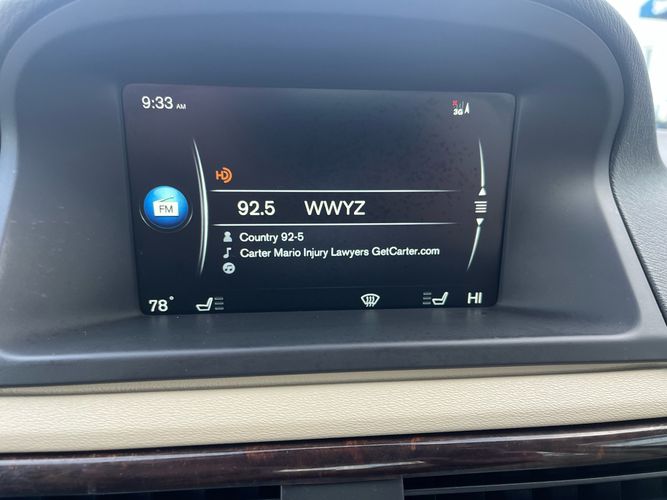 9:33 AM
3G
HD
FM
92.5 WWYZ
Country 92-5
Carter Mario Injury Lawyers GetCarter.com
78° HI